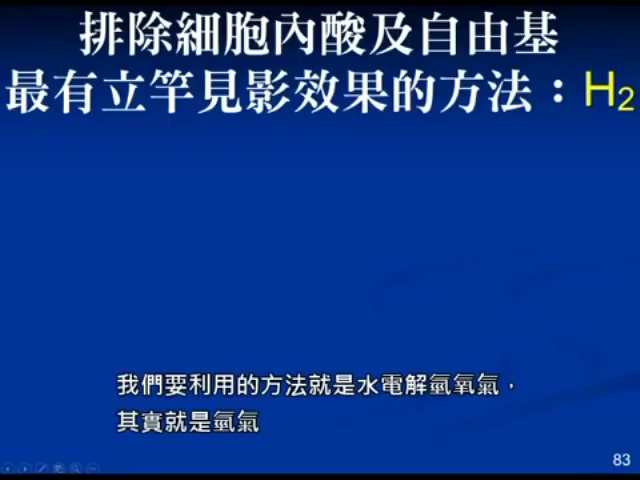 排除細胞內酸及自由基
最有立竿見影效果的方法：H₂
我們要利用的方法就是水電解氫氧氣，
其實就是氫氣
83